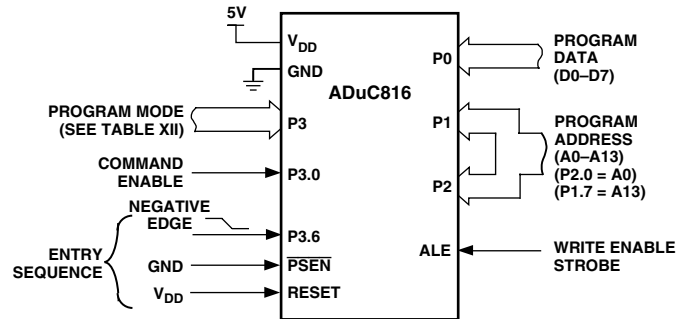 5V
VDD
GND
ADuC816
P0
PROGRAM
DATA
(D0–D7)
PROGRAM MODE
(SEE TABLE XII)
P3
P1
PROGRAM
ADDRESS
(A0–A13)
(P2.0 = A0)
(P1.7 = A13)
COMMAND
ENABLE
P3.0
P2
NEGATIVE
EDGE
P3.6
ENTRY
SEQUENCE
GND
PSEN
VDD
RESET
ALE
WRITE ENABLE
STROBE